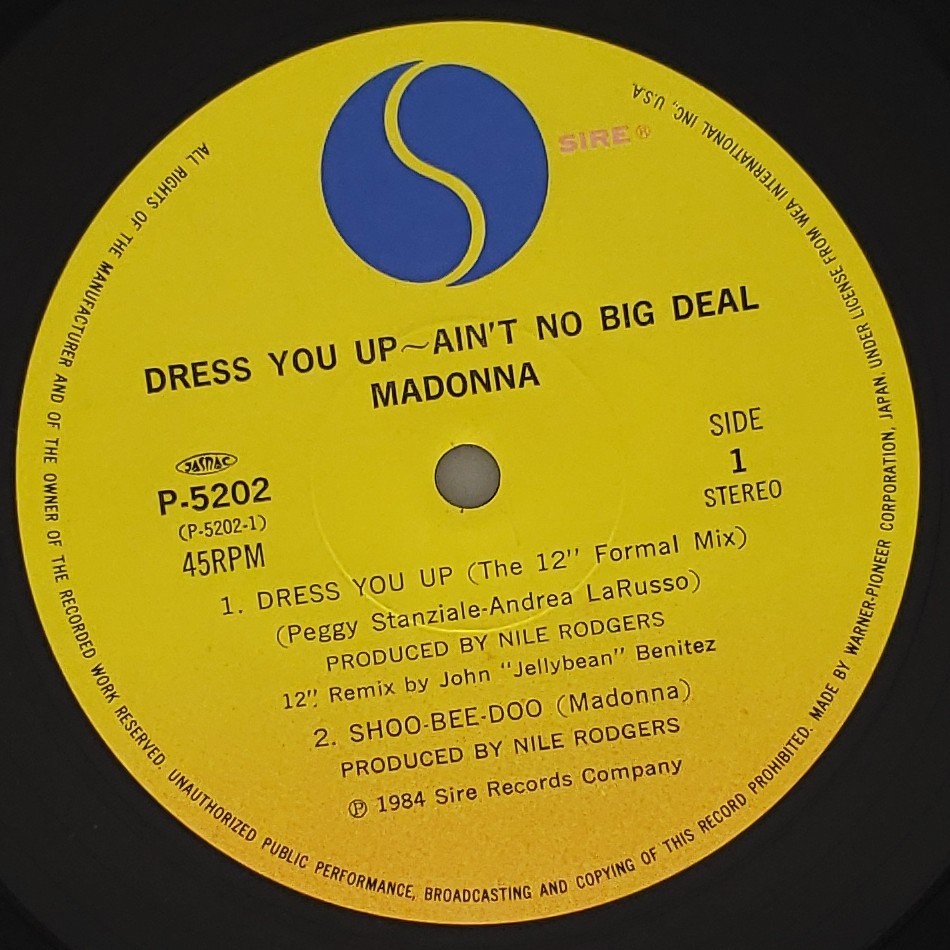 SIRE ®
DRESS YOU UP~AIN'T NO BIG DEAL
MADONNA
JASRAC
P-5202
(P-5202-1)
45RPM
SIDE
1
STEREO
1. DRESS YOU UP (The 12" Formal Mix)
(Peggy Stanziale-Andrea LaRusso)
PRODUCED BY NILE RODGERS
12" Remix by John "Jellybean" Benitez
2. SHOO-BEE-DOO (Madonna)
PRODUCED BY NILE RODGERS
℗ 1984 Sire Records Company
ALL RIGHTS OF THE MANUFACTURER AND OF THE OWNER OF THE RECORDED WORK RESERVED. UNAUTHORIZED PUBLIC PERFORMANCE, BROADCASTING AND COPYING OF THIS RECORD PROHIBITED. MADE BY WARNER-PIONEER CORPORATION, JAPAN. UNDER LICENSE FROM WEA INTERNATIONAL INC., U.S.A.